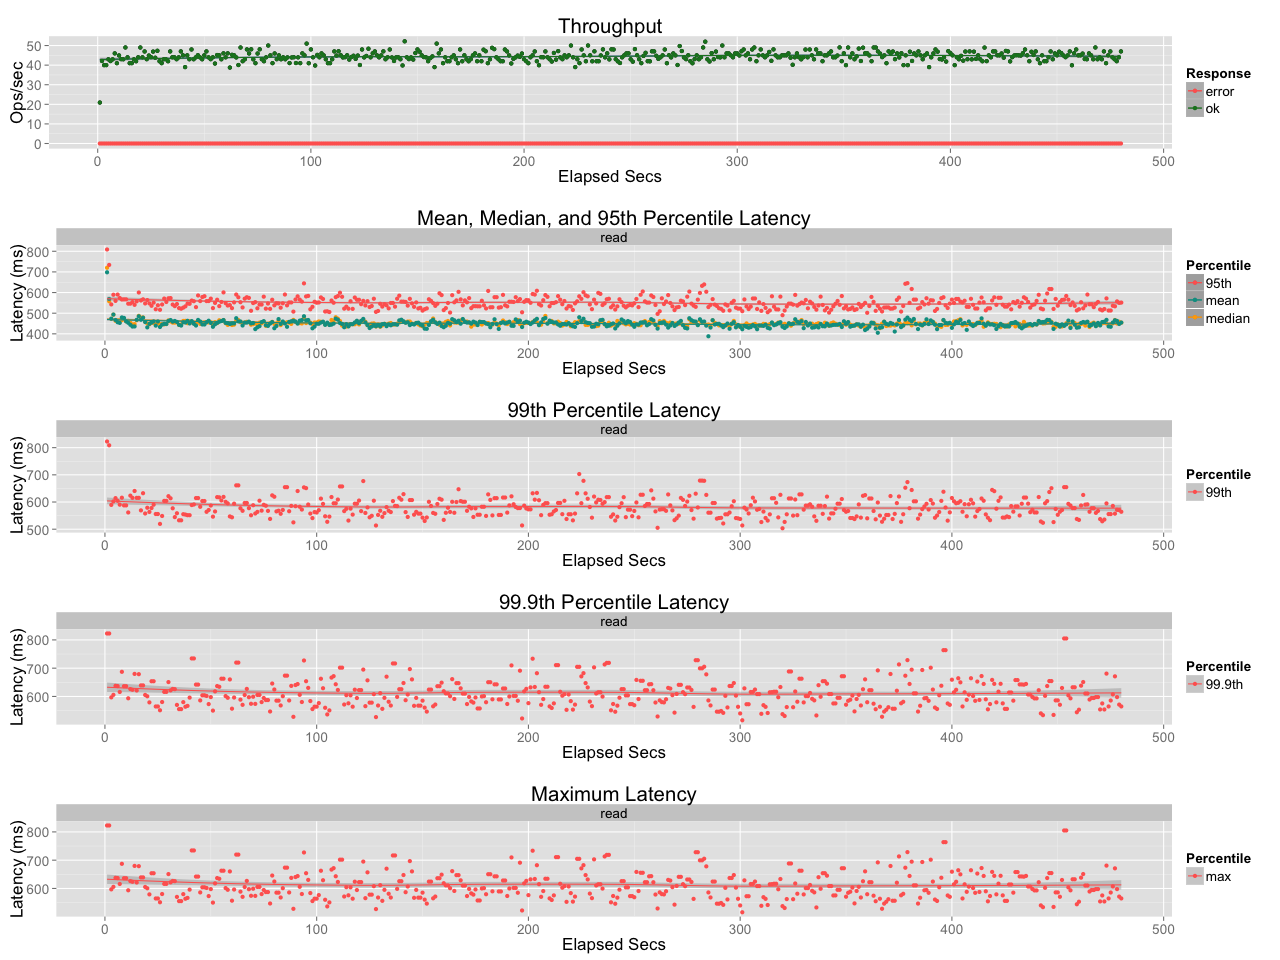 Throughput
50
40
30
20
10
0
Ops/sec
0 100 200 300 400 500
Elapsed Secs
Response
error
ok
Mean, Median, and 95th Percentile Latency
read
800
700
600
500
400
Latency (ms)
0 100 200 300 400 500
Elapsed Secs
Percentile
95th
mean
median
99th Percentile Latency
read
800
700
600
500
Latency (ms)
0 100 200 300 400 500
Elapsed Secs
Percentile
99th
99.9th Percentile Latency
read
800
700
600
Latency (ms)
0 100 200 300 400 500
Elapsed Secs
Percentile
99.9th
Maximum Latency
read
800
700
600
Latency (ms)
0 100 200 300 400 500
Elapsed Secs
Percentile
max